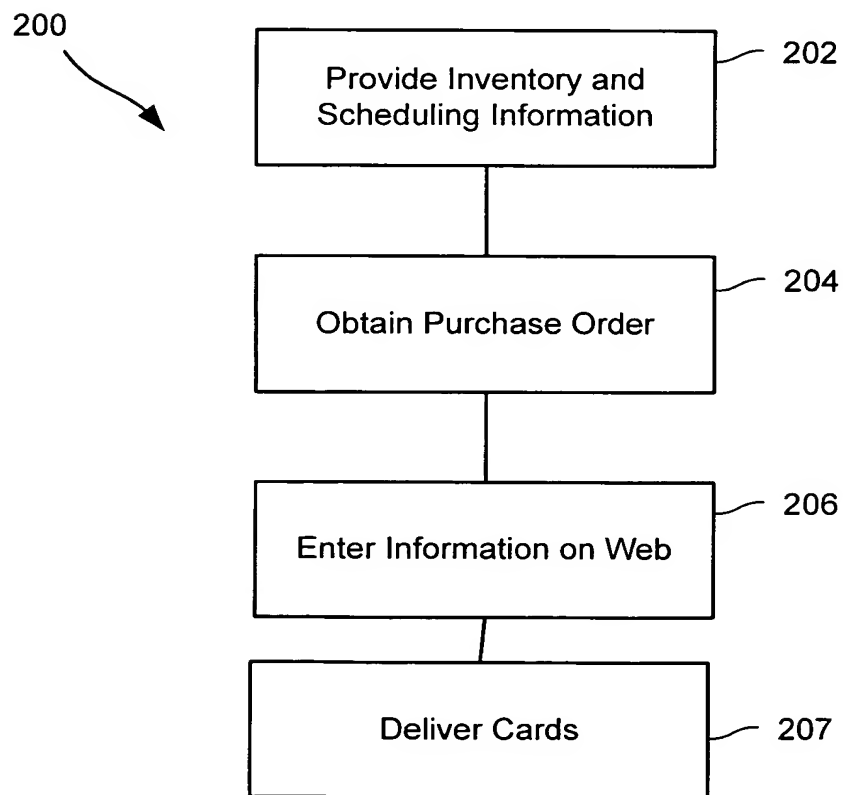 200
202
Provide Inventory and
Scheduling Information
204
Obtain Purchase Order
206
Enter Information on Web
Deliver Cards
207